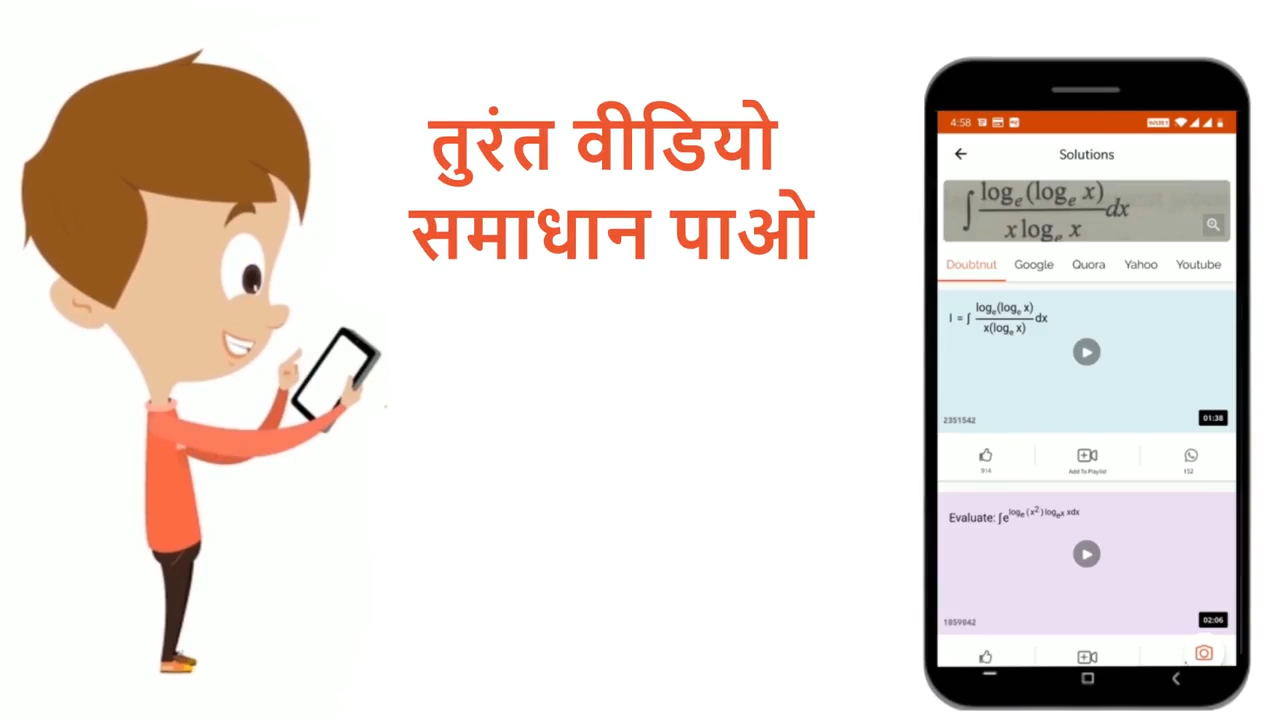 तुरंत वीडियो
समाधान पाओ
4:58
Solutions
∫ logₑ(logₑ x) / x logₑ x dx
Doubtnut Google Quora Yahoo Youtube
I = ∫ logₑ(logₑ x) / x(logₑ x) dx
2351542 01:38
914 Add To Playlist 152
Evaluate: ∫e^logₑ(x²)logₑx xdx
1859842 02:06